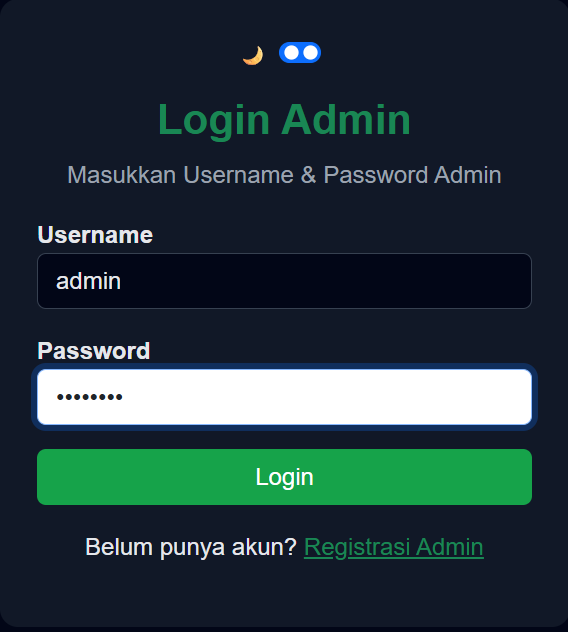 Login Admin
Masukkan Username & Password Admin
Username
admin
Password
••••••••
Login
Belum punya akun? Registrasi Admin